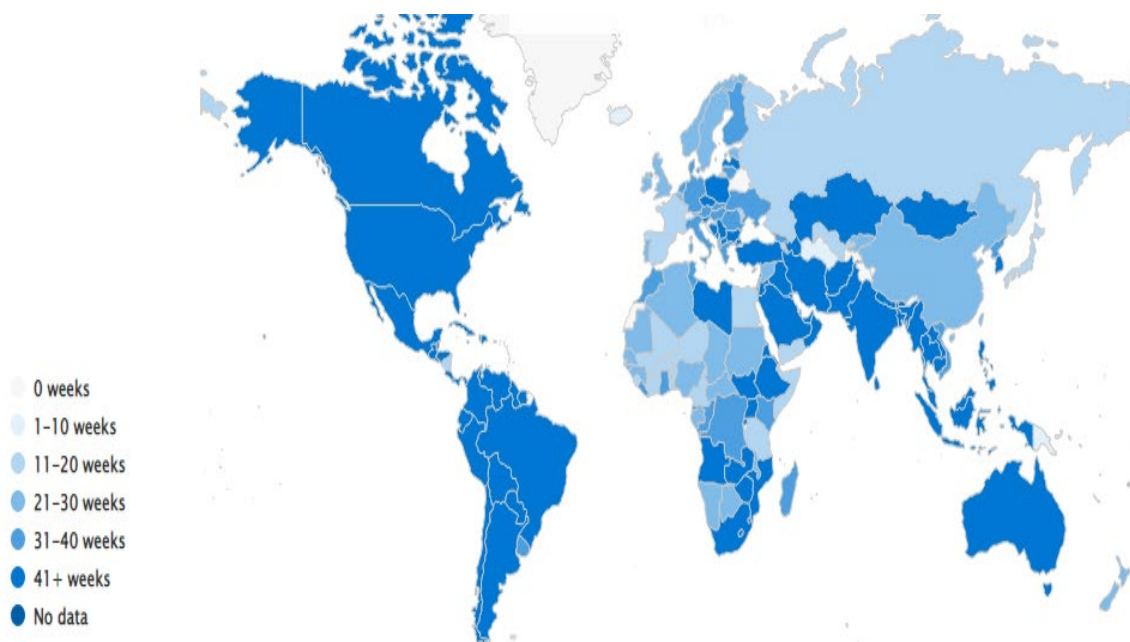 0 weeks
1–10 weeks
11–20 weeks
21–30 weeks
31–40 weeks
41+ weeks
No data